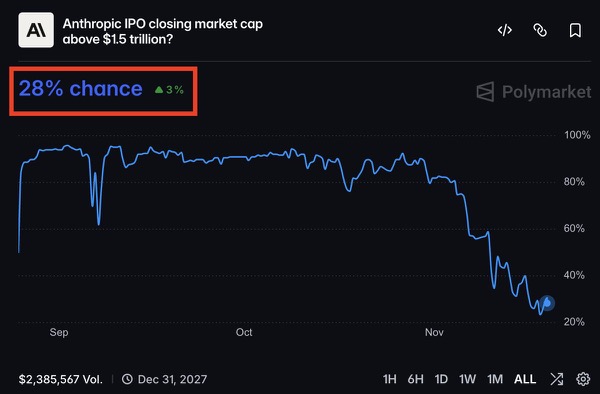 Anthropic IPO closing market cap
above $1.5 trillion?
28% chance ▲ 3%
Polymarket
100%
80%
60%
40%
20%
Sep Oct Nov
$2,385,567 Vol. | Dec 31, 2027
1H 6H 1D 1W 1M ALL